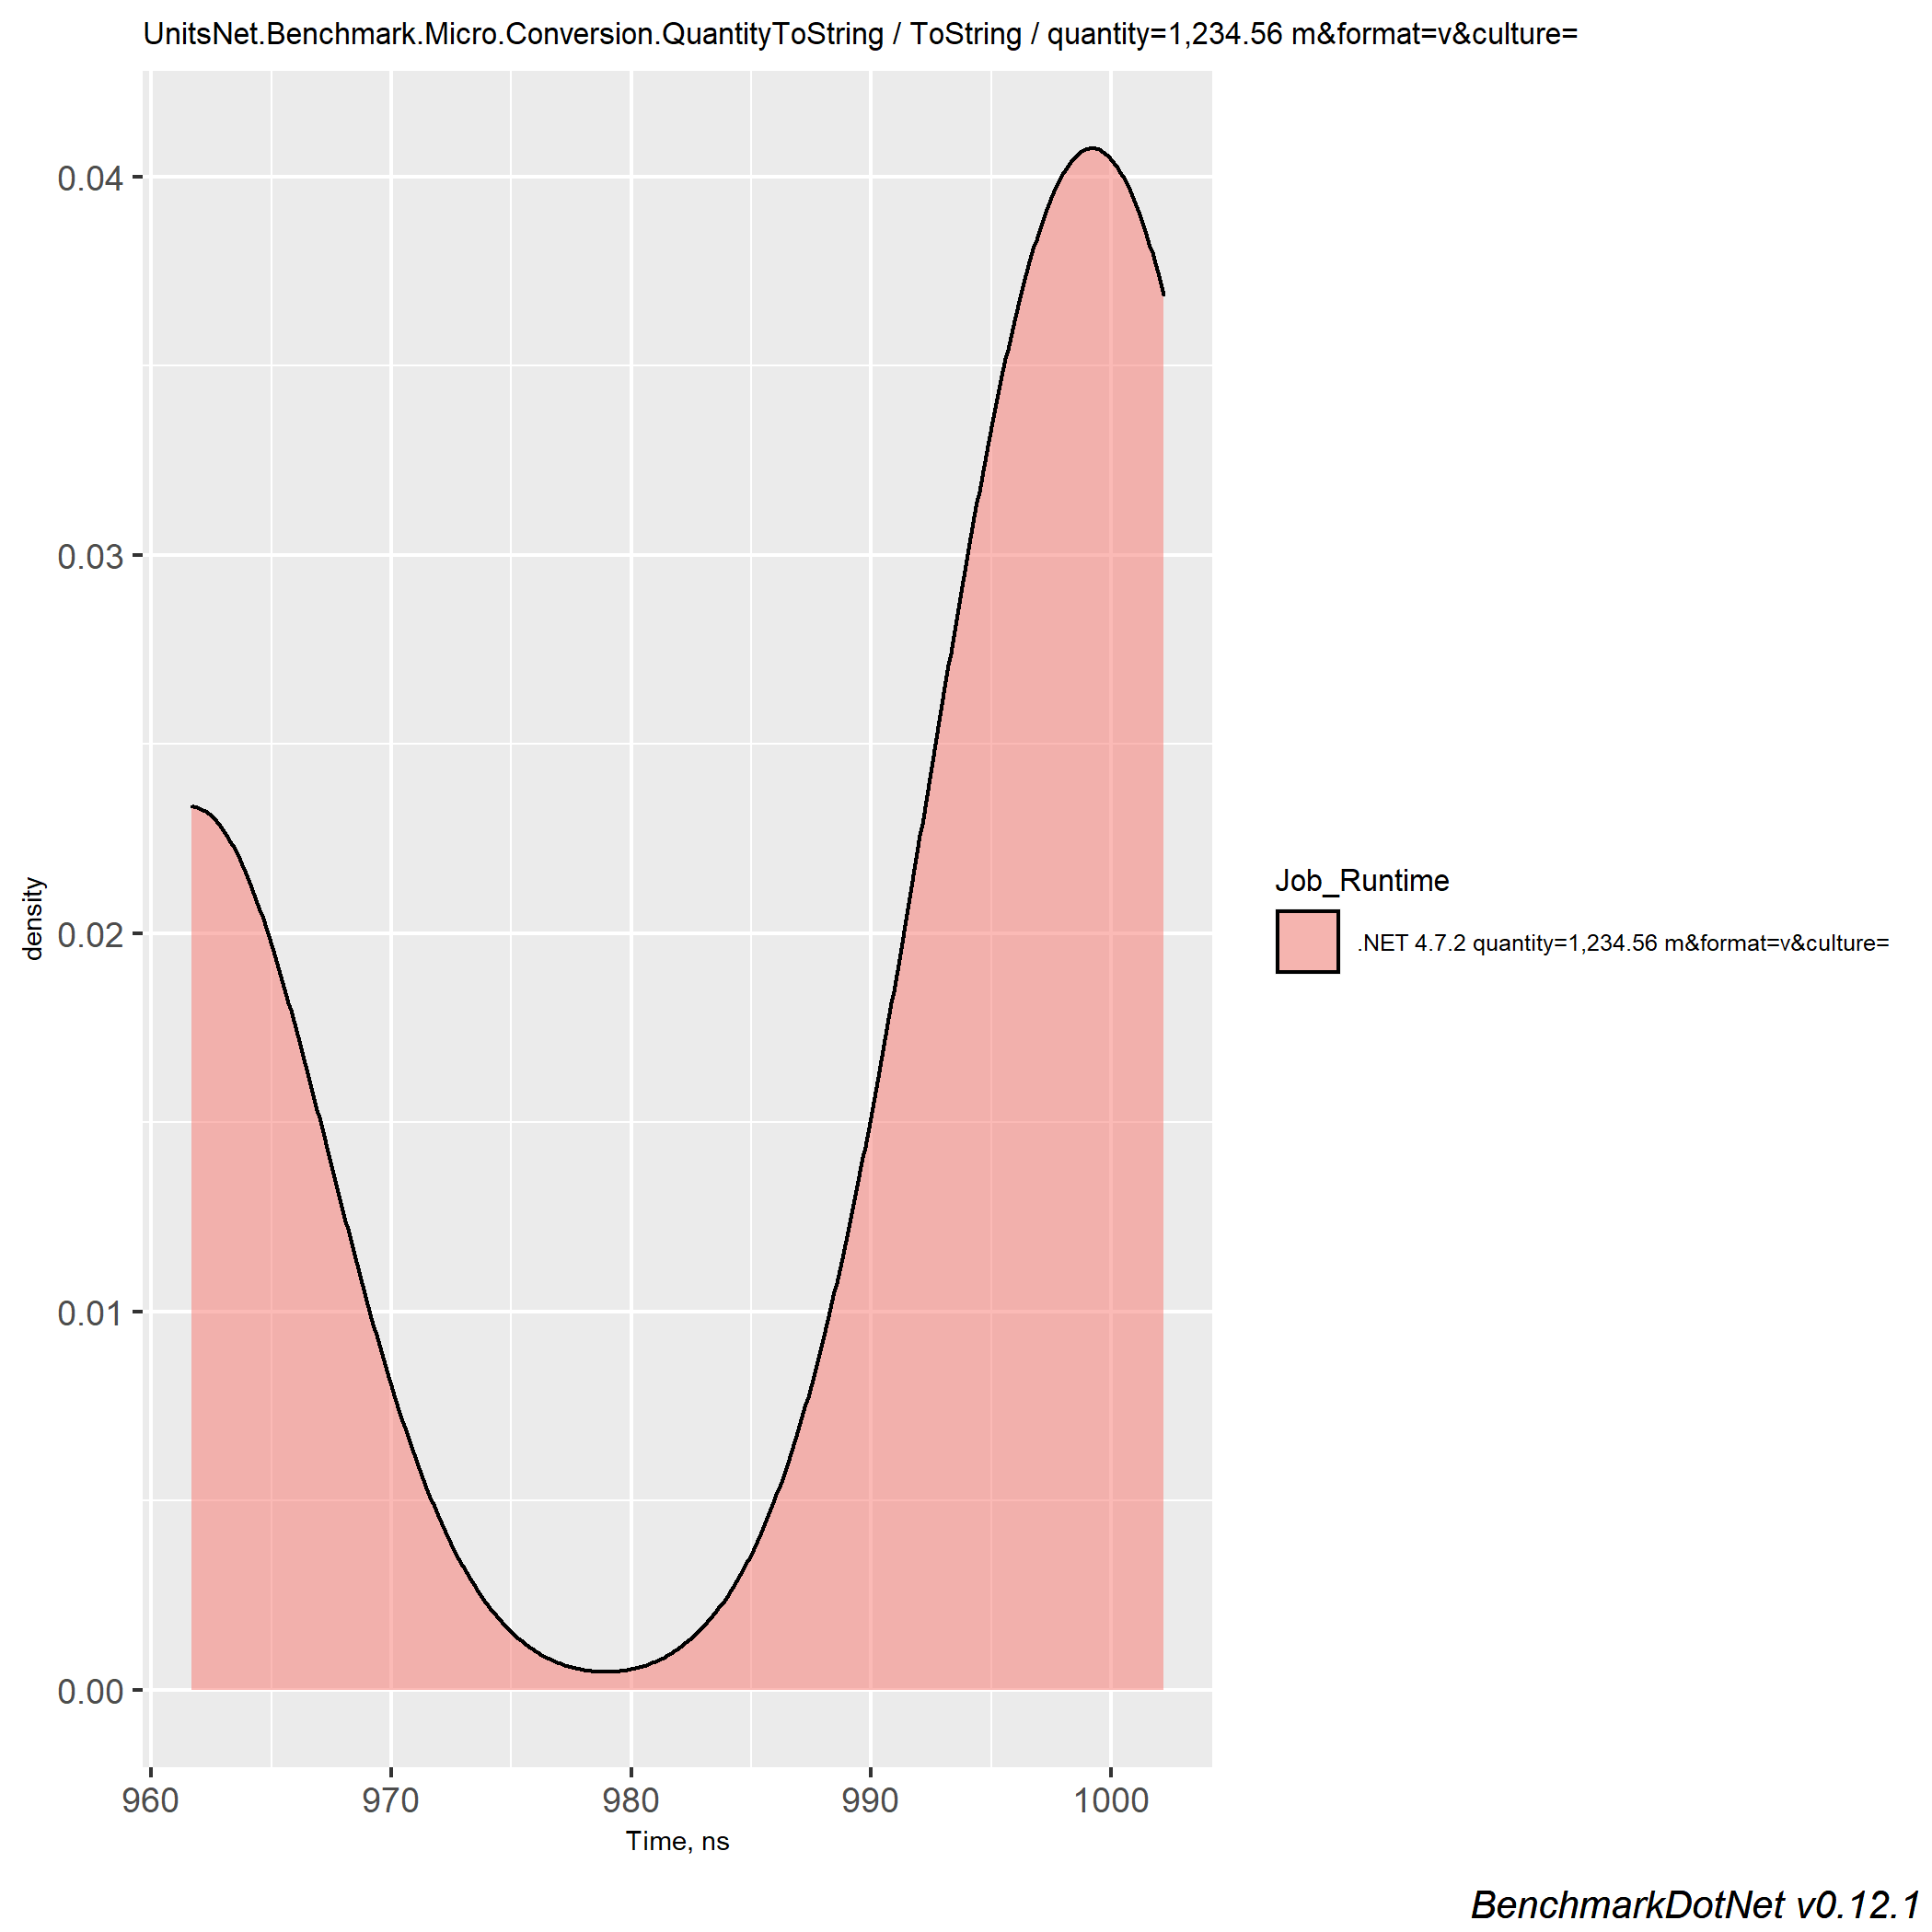 UnitsNet.Benchmark.Micro.Conversion.QuantityToString / ToString / quantity=1,234.56 m&format=v&culture=
0.04
0.03
0.02
0.01
0.00
density
960 970 980 990 1000
Time, ns
Job_Runtime
.NET 4.7.2 quantity=1,234.56 m&format=v&culture=
BenchmarkDotNet v0.12.1